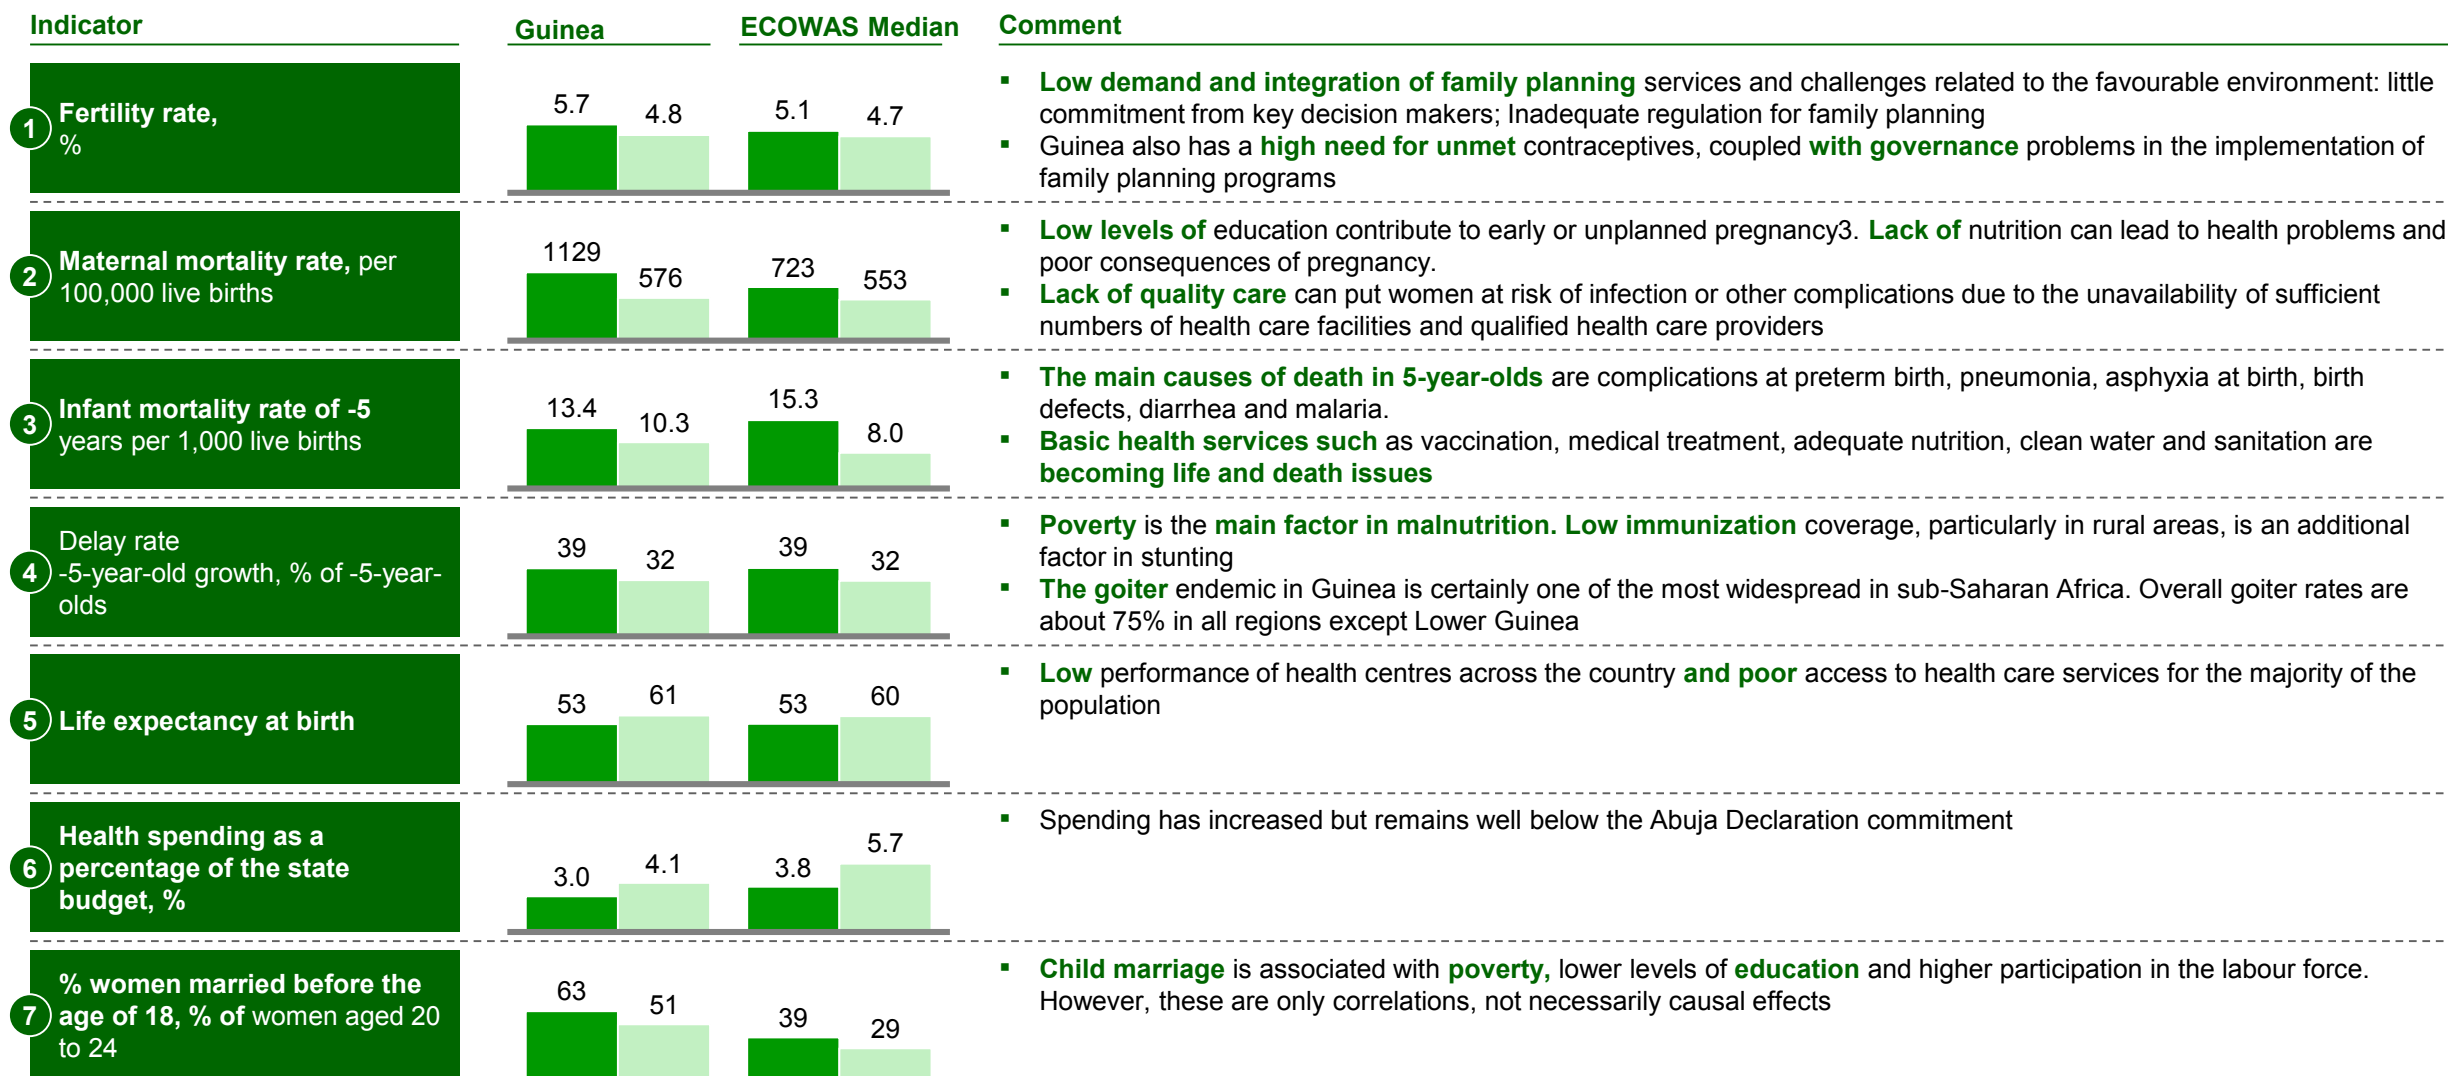 Indicator
Guinea
ECOWAS Median
Comment
1
Fertility rate,
%
5.7
4.8
5.1
4.7
▪ Low demand and integration of family planning services and challenges related to the favourable environment: little
commitment from key decision makers; Inadequate regulation for family planning
▪ Guinea also has a high need for unmet contraceptives, coupled with governance problems in the implementation of
family planning programs
2
Maternal mortality rate, per
100,000 live births
1129
576
723
553
▪ Low levels of education contribute to early or unplanned pregnancy3. Lack of nutrition can lead to health problems and
poor consequences of pregnancy.
▪ Lack of quality care can put women at risk of infection or other complications due to the unavailability of sufficient
numbers of health care facilities and qualified health care providers
3
Infant mortality rate of -5
years per 1,000 live births
13.4
10.3
15.3
8.0
▪ The main causes of death in 5-year-olds are complications at preterm birth, pneumonia, asphyxia at birth, birth
defects, diarrhea and malaria.
▪ Basic health services such as vaccination, medical treatment, adequate nutrition, clean water and sanitation are
becoming life and death issues
4
Delay rate
-5-year-old growth, % of -5-year-
olds
39
32
39
32
▪ Poverty is the main factor in malnutrition. Low immunization coverage, particularly in rural areas, is an additional
factor in stunting
▪ The goiter endemic in Guinea is certainly one of the most widespread in sub-Saharan Africa. Overall goiter rates are
about 75% in all regions except Lower Guinea
5
Life expectancy at birth
53
61
53
60
▪ Low performance of health centres across the country and poor access to health care services for the majority of the
population
6
Health spending as a
percentage of the state
budget, %
3.0
4.1
3.8
5.7
▪ Spending has increased but remains well below the Abuja Declaration commitment
7
% women married before the
age of 18, % of women aged 20
to 24
63
51
39
29
▪ Child marriage is associated with poverty, lower levels of education and higher participation in the labour force.
However, these are only correlations, not necessarily causal effects